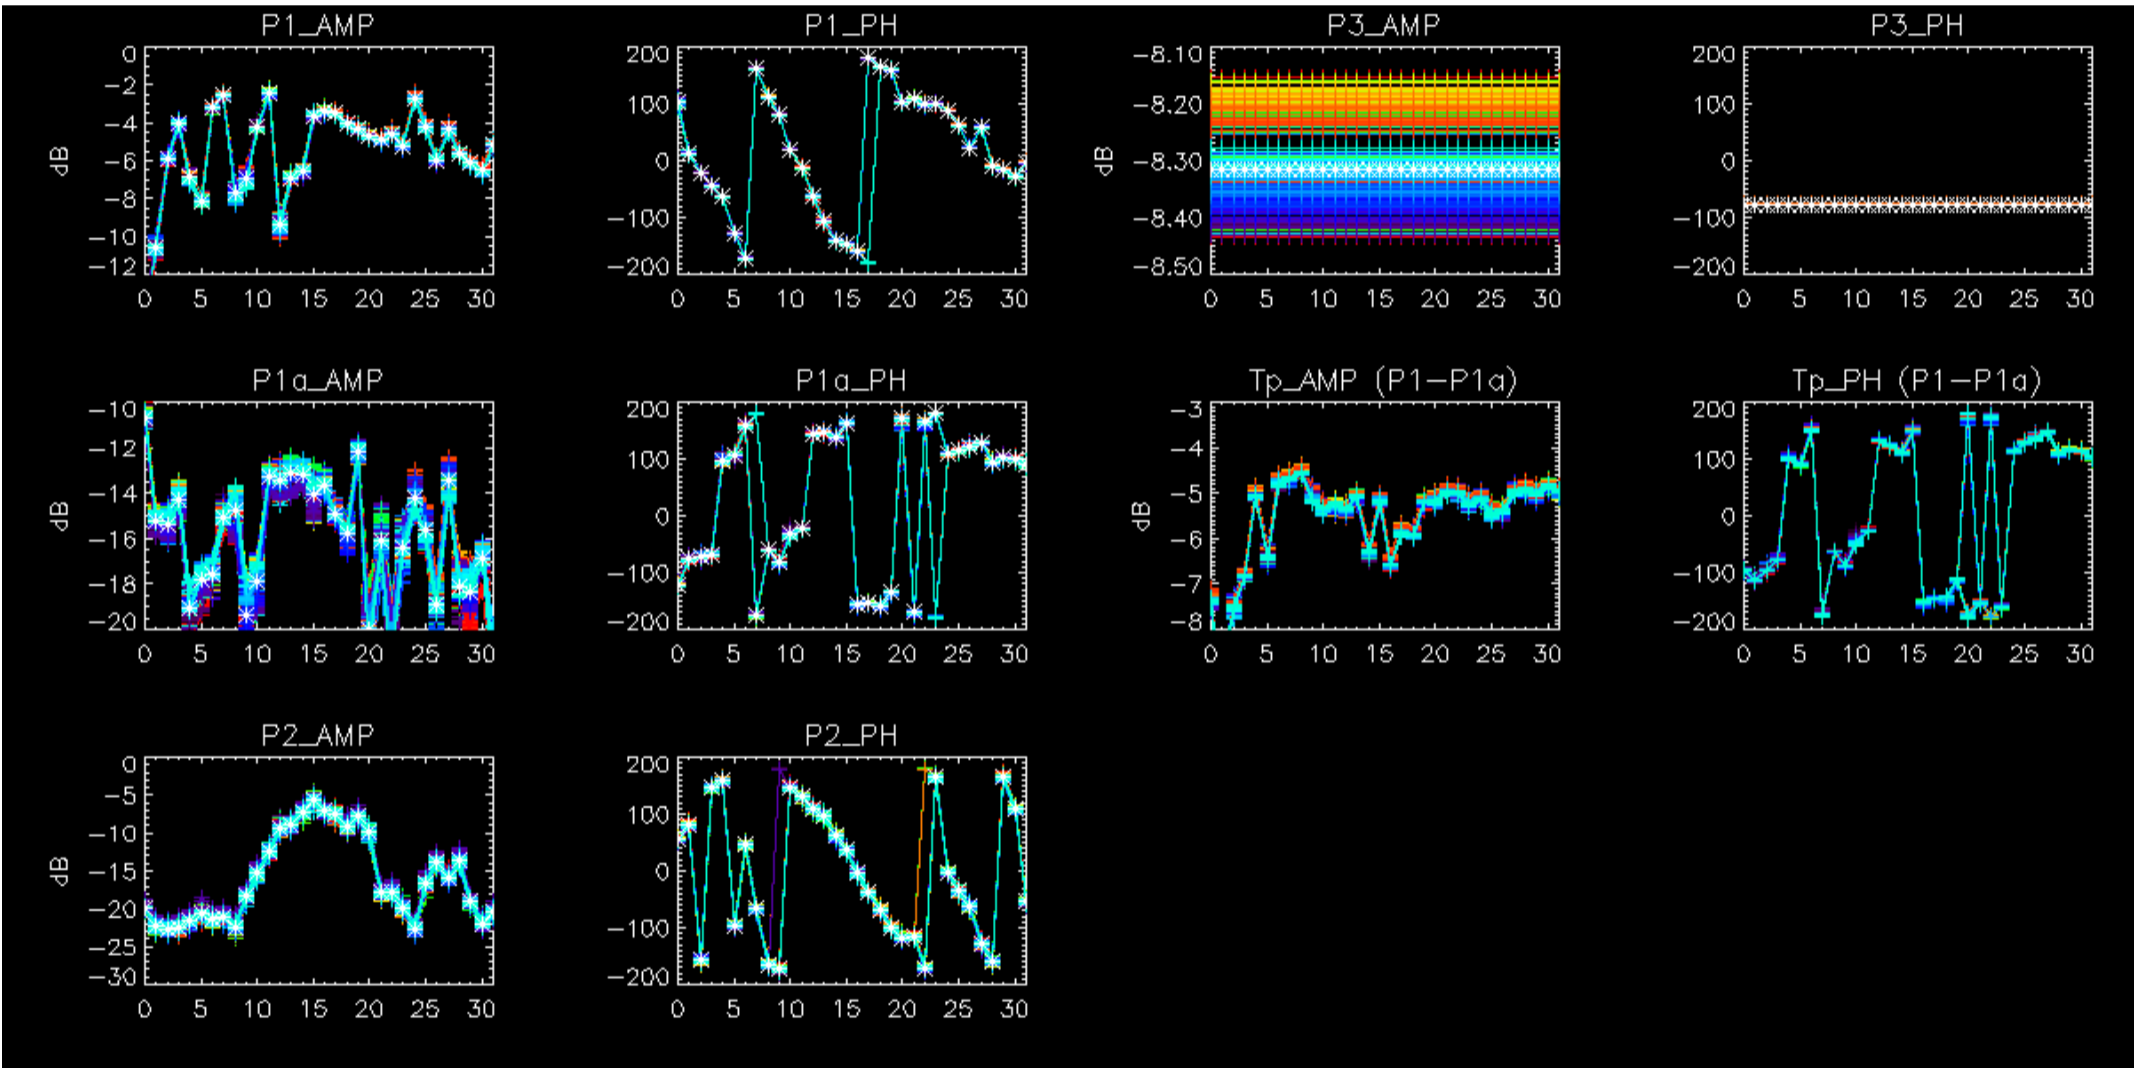 P1_AMP
P1_PH
P3_AMP
P3_PH
0
-2
-4
-6
-8
-10
-12
dB
0 5 10 15 20 25 30
200
100
0
-100
-200
0 5 10 15 20 25 30
-8.10
-8.20
-8.30
-8.40
-8.50
dB
0 5 10 15 20 25 30
200
100
0
-100
-200
0 5 10 15 20 25 30
P1a_AMP
P1a_PH
Tp_AMP (P1-P1a)
Tp_PH (P1-P1a)
-10
-12
-14
-16
-18
-20
dB
0 5 10 15 20 25 30
200
100
0
-100
-200
0 5 10 15 20 25 30
-3
-4
-5
-6
-7
-8
dB
0 5 10 15 20 25 30
200
100
0
-100
-200
0 5 10 15 20 25 30
P2_AMP
P2_PH
0
-5
-10
-15
-20
-25
-30
dB
0 5 10 15 20 25 30
200
100
0
-100
-200
0 5 10 15 20 25 30